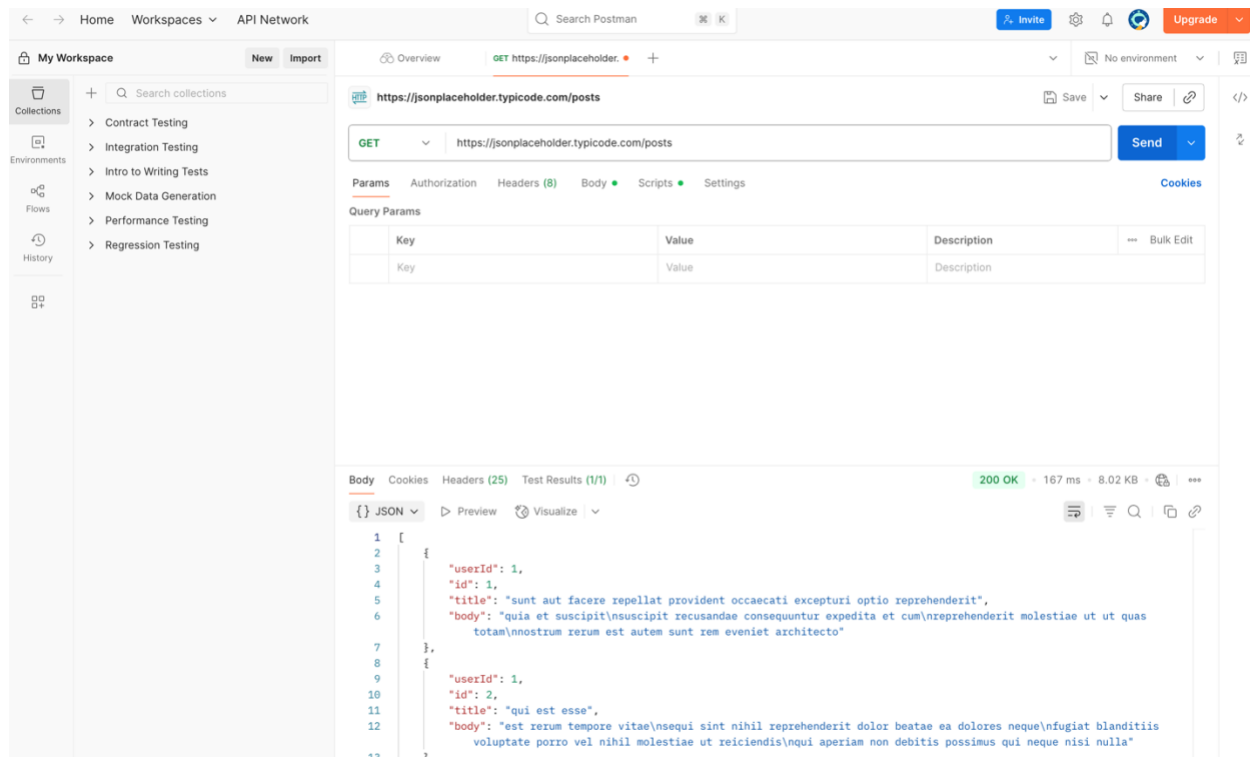 Home Workspaces API Network Search Postman ⌘ K Invite Upgrade
My Workspace New Import Overview GET https://jsonplaceholder. No environment
Collections
Environments
Flows
History
Search collections
Contract Testing
Integration Testing
Intro to Writing Tests
Mock Data Generation
Performance Testing
Regression Testing
HTTP https://jsonplaceholder.typicode.com/posts Save Share
GET https://jsonplaceholder.typicode.com/posts Send
Params Authorization Headers (8) Body Scripts Settings Cookies
Query Params
Key Value Description Bulk Edit
Key Value Description
Body Cookies Headers (25) Test Results (1/1) 200 OK 167 ms 8.02 KB
{} JSON Preview Visualize
1 [
2 {
3 "userId": 1,
4 "id": 1,
5 "title": "sunt aut facere repellat provident occaecati excepturi optio reprehenderit",
6 "body": "quia et suscipit\nsuscipit recusandae consequuntur expedita et cum\nreprehenderit molestiae ut ut quas
totam\nnostrum rerum est autem sunt rem eveniet architecto"
7 },
8 {
9 "userId": 1,
10 "id": 2,
11 "title": "qui est esse",
12 "body": "est rerum tempore vitae\nsequi sint nihil reprehenderit dolor beatae ea dolores neque\nfugiat blanditiis
voluptate porro vel nihil molestiae ut reiciendis\nqui aperiam non debitis possimus qui neque nisi nulla"